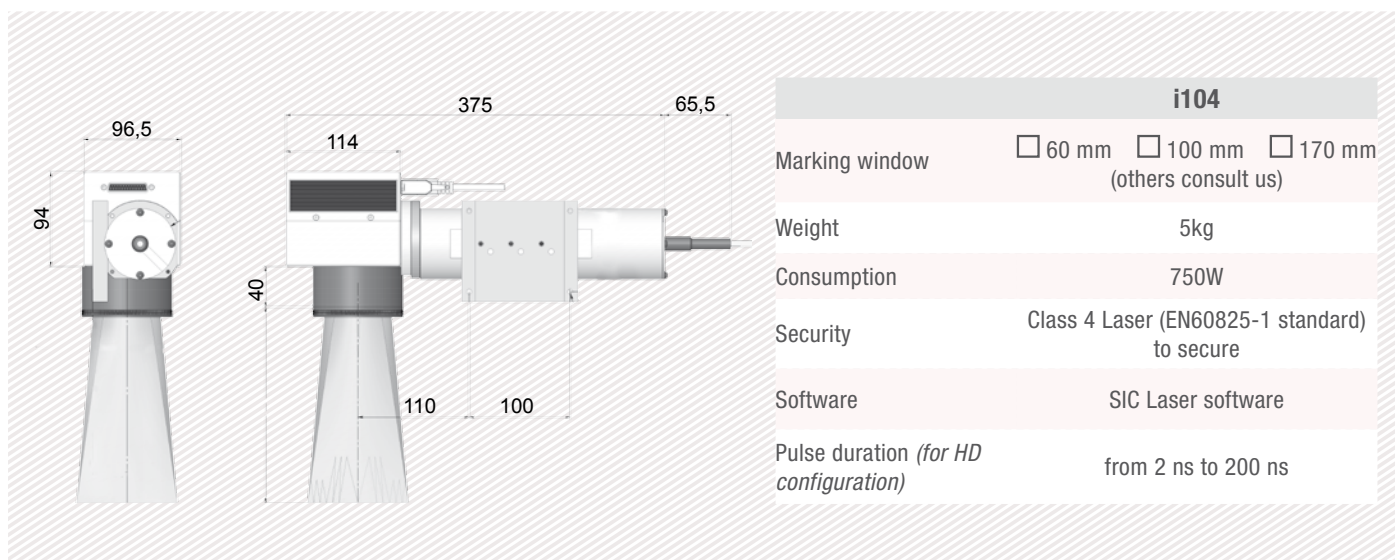 96,5
94
375
65,5
114
40
110
100
i104
Marking window
☐ 60 mm ☐ 100 mm ☐ 170 mm
(others consult us)
Weight
5kg
Consumption
750W
Security
Class 4 Laser (EN60825-1 standard)
to secure
Software
SIC Laser software
Pulse duration (for HD
configuration)
from 2 ns to 200 ns